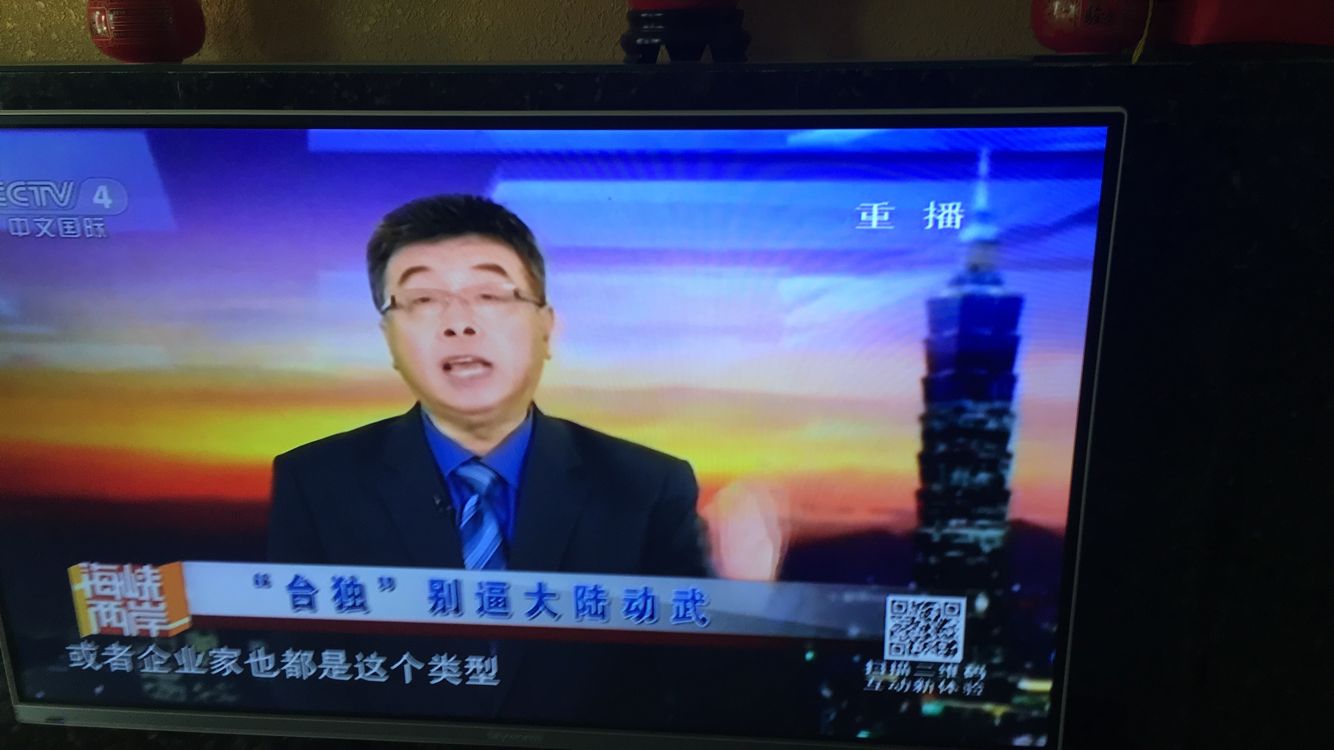 CCTV 4
中文国际
重播
海峡
两岸
“台独”别逼大陆动武
或者企业家也都是这个类型
扫描二维码
互动新体验